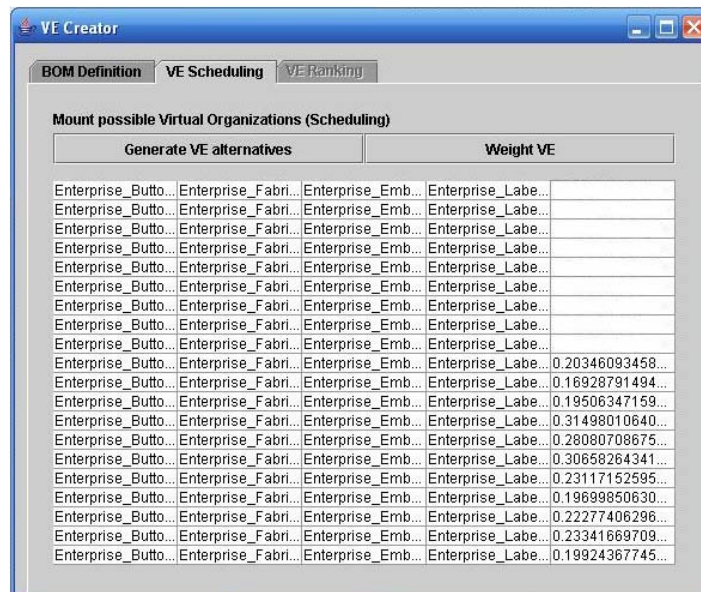 VE Creator
BOM Definition VE Scheduling VE Ranking
Mount possible Virtual Organizations (Scheduling)
Generate VE alternatives Weight VE
Enterprise_Butto... Enterprise_Fabri... Enterprise_Emb... Enterprise_Labe...
Enterprise_Butto... Enterprise_Fabri... Enterprise_Emb... Enterprise_Labe...
Enterprise_Butto... Enterprise_Fabri... Enterprise_Emb... Enterprise_Labe...
Enterprise_Butto... Enterprise_Fabri... Enterprise_Emb... Enterprise_Labe...
Enterprise_Butto... Enterprise_Fabri... Enterprise_Emb... Enterprise_Labe...
Enterprise_Butto... Enterprise_Fabri... Enterprise_Emb... Enterprise_Labe...
Enterprise_Butto... Enterprise_Fabri... Enterprise_Emb... Enterprise_Labe...
Enterprise_Butto... Enterprise_Fabri... Enterprise_Emb... Enterprise_Labe...
Enterprise_Butto... Enterprise_Fabri... Enterprise_Emb... Enterprise_Labe...
Enterprise_Butto... Enterprise_Fabri... Enterprise_Emb... Enterprise_Labe... 0.20346093458...
Enterprise_Butto... Enterprise_Fabri... Enterprise_Emb... Enterprise_Labe... 0.16928791494...
Enterprise_Butto... Enterprise_Fabri... Enterprise_Emb... Enterprise_Labe... 0.19506347159...
Enterprise_Butto... Enterprise_Fabri... Enterprise_Emb... Enterprise_Labe... 0.31498010640...
Enterprise_Butto... Enterprise_Fabri... Enterprise_Emb... Enterprise_Labe... 0.28080708675...
Enterprise_Butto... Enterprise_Fabri... Enterprise_Emb... Enterprise_Labe... 0.30658264341...
Enterprise_Butto... Enterprise_Fabri... Enterprise_Emb... Enterprise_Labe... 0.23117152595...
Enterprise_Butto... Enterprise_Fabri... Enterprise_Emb... Enterprise_Labe... 0.19699850630...
Enterprise_Butto... Enterprise_Fabri... Enterprise_Emb... Enterprise_Labe... 0.22277406296...
Enterprise_Butto... Enterprise_Fabri... Enterprise_Emb... Enterprise_Labe... 0.23341669709...
Enterprise_Butto... Enterprise_Fabri... Enterprise_Emb... Enterprise_Labe... 0.19924367745...